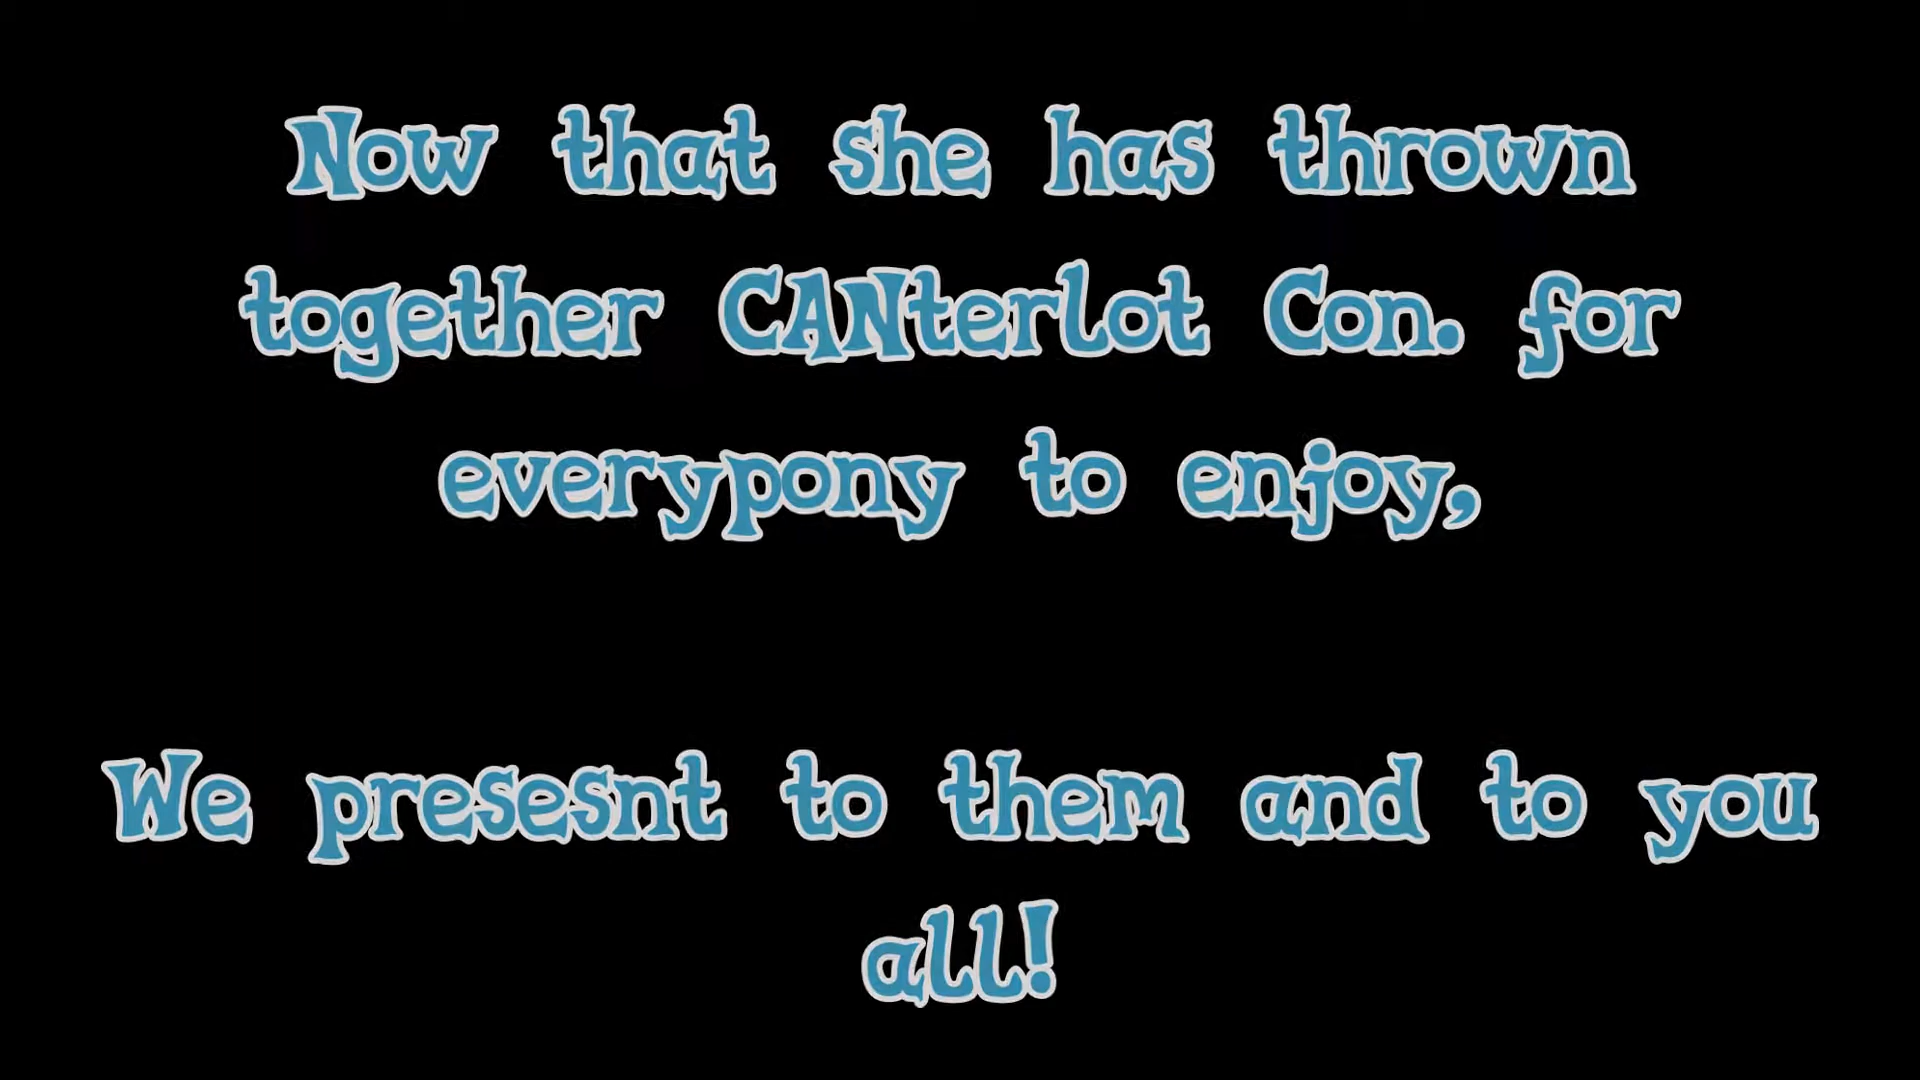 Now that she has thrown
together CANterlot Con. for
everypony to enjoy,
We presesnt to them and to you
all!